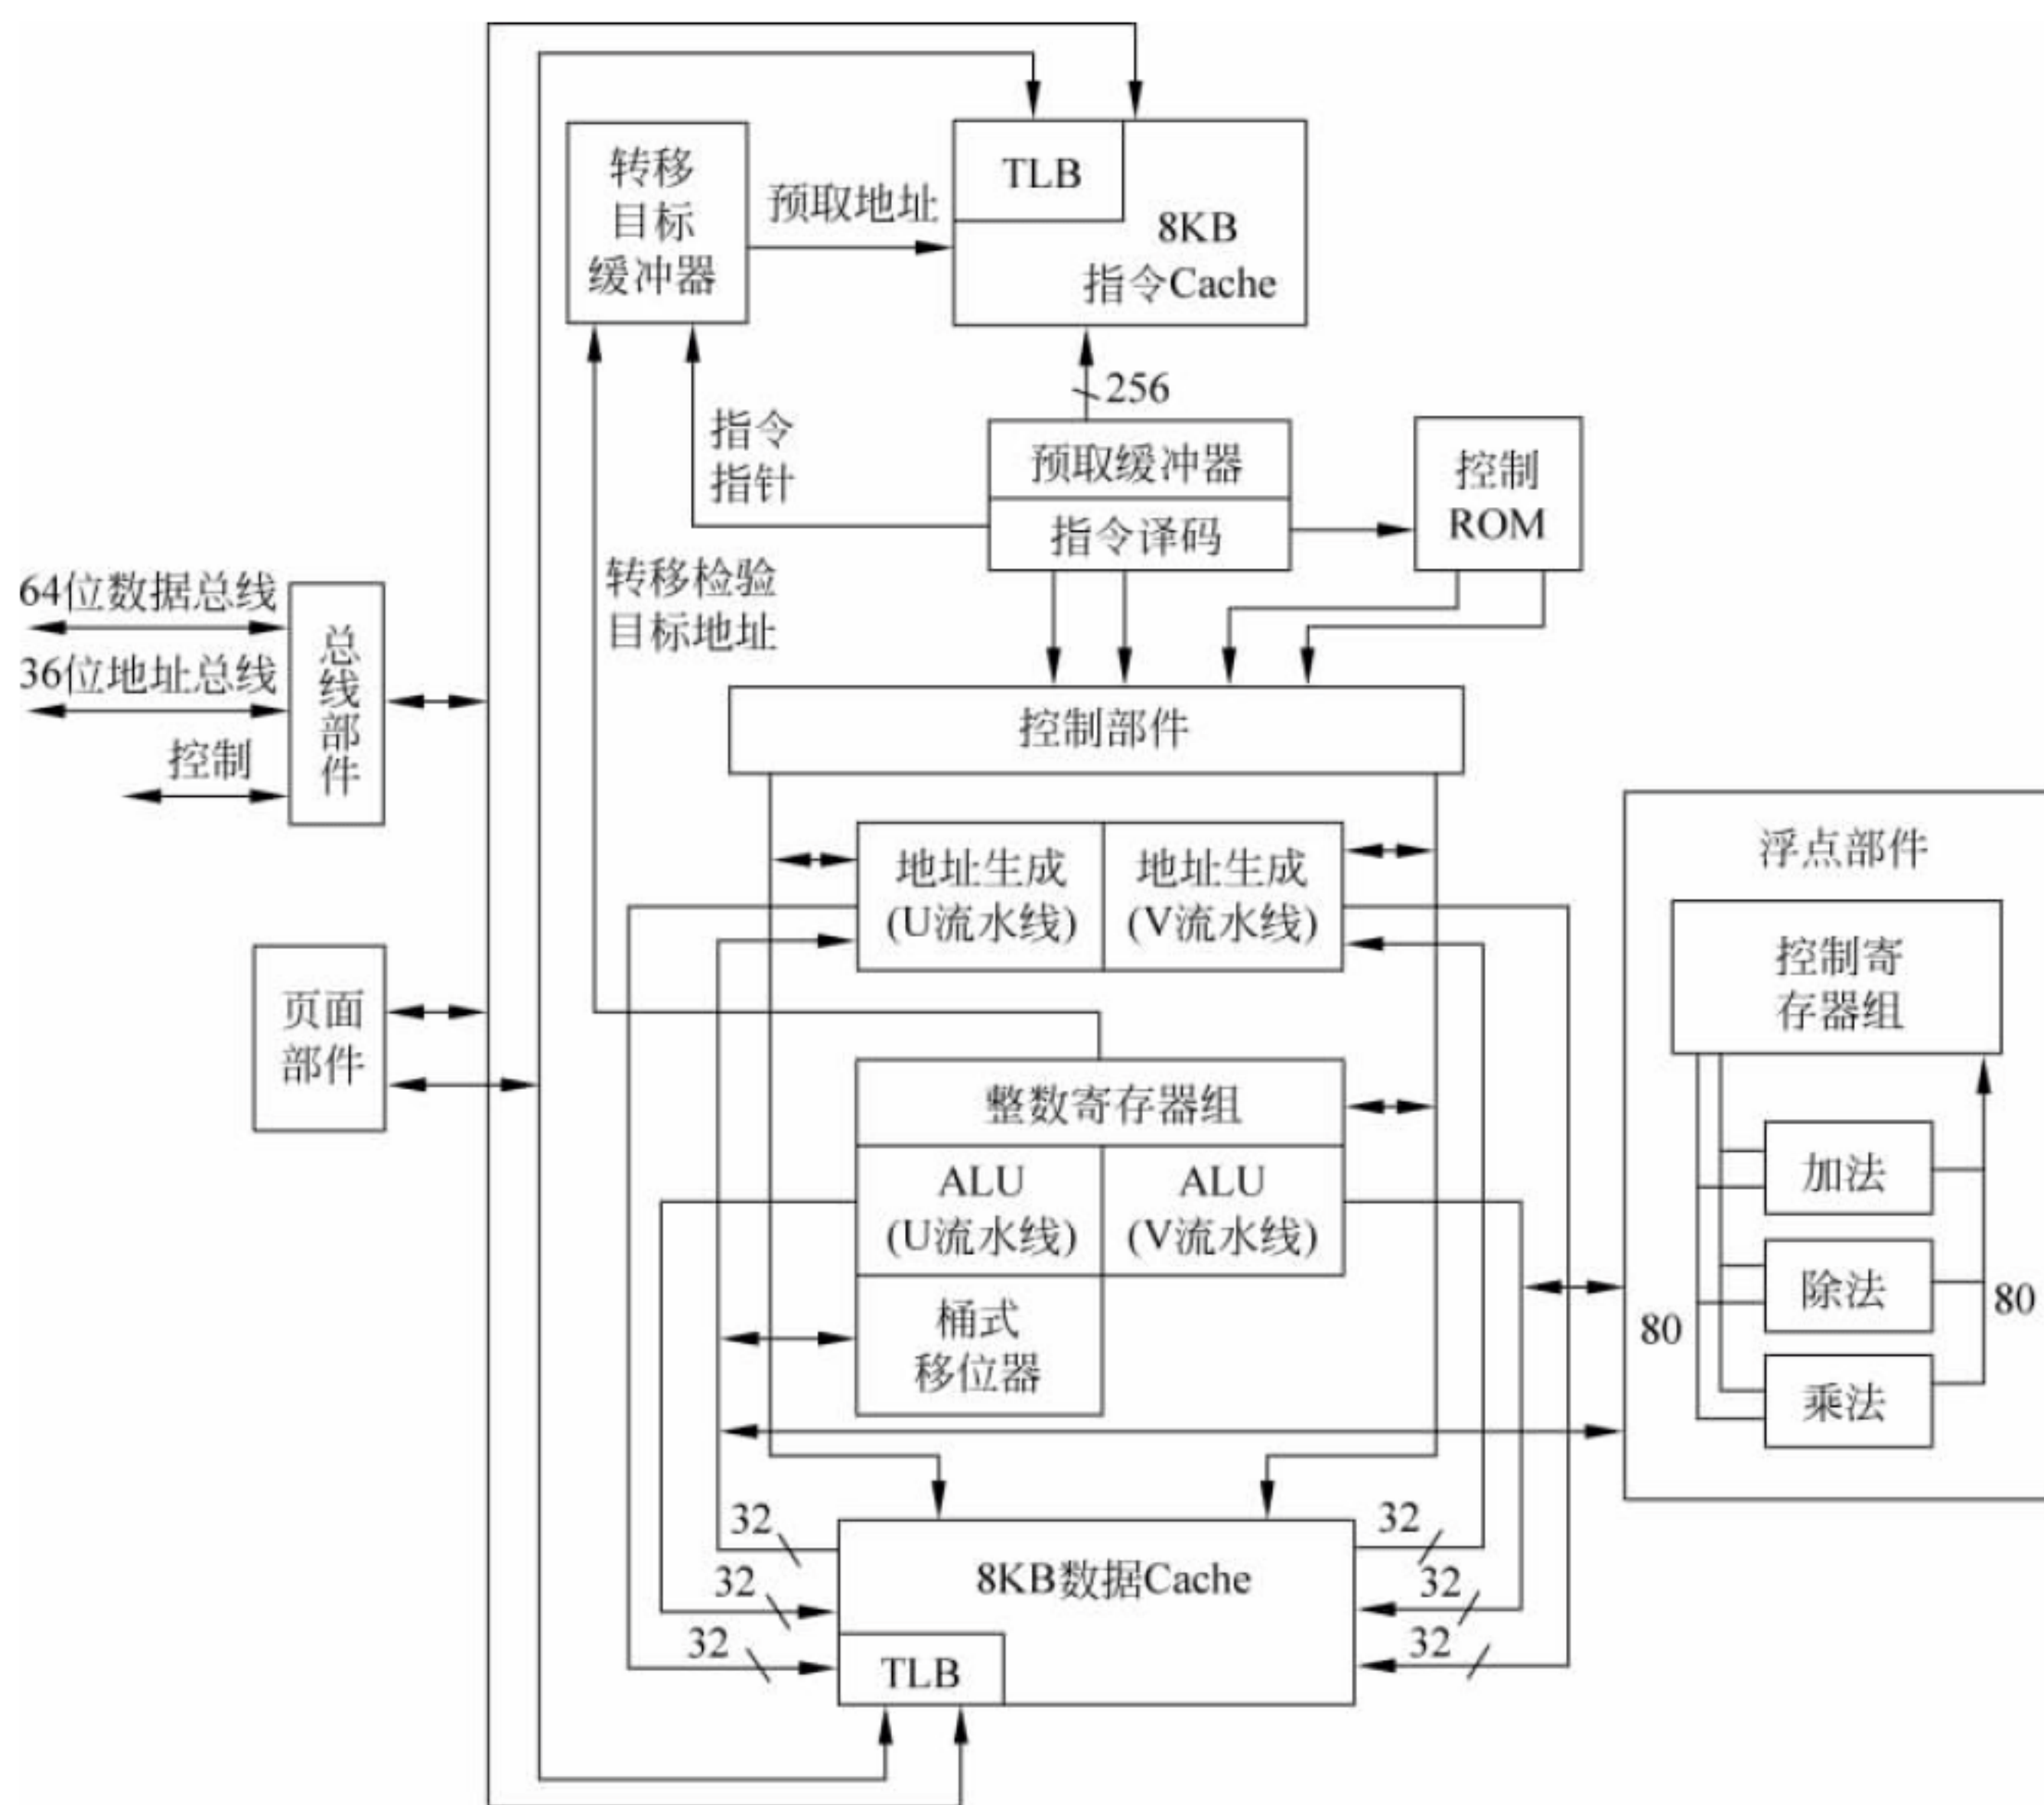 转移
目标
缓冲器
预取地址
TLB
8KB
指令Cache
256
指令
指针
预取缓冲器
指令译码
控制
ROM
转移检验
目标地址
64位数据总线
36位地址总线
控制
总线部件
控制部件
页面
部件
地址生成
(U流水线)
地址生成
(V流水线)
整数寄存器组
ALU
(U流水线)
ALU
(V流水线)
桶式
移位器
浮点部件
控制寄
存器组
加法
除法
乘法
80
80
32
32
32
32
32
32
8KB数据Cache
TLB